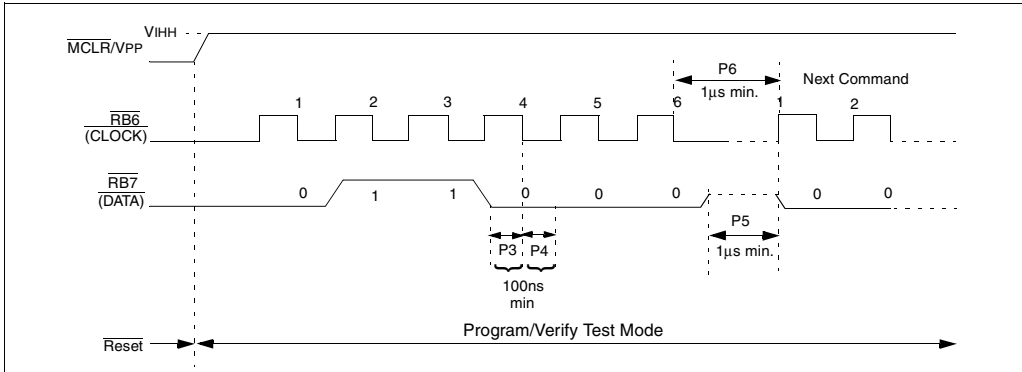 VIHH
MCLR/VPP
P6
1µs min.
Next Command
1 2 3 4 5 6 1 2
RB6
(CLOCK)
RB7
(DATA)
0 1 1 0 0 0 0 0
P3 P4
P5
1µs min.
100ns
min
Program/Verify Test Mode
Reset